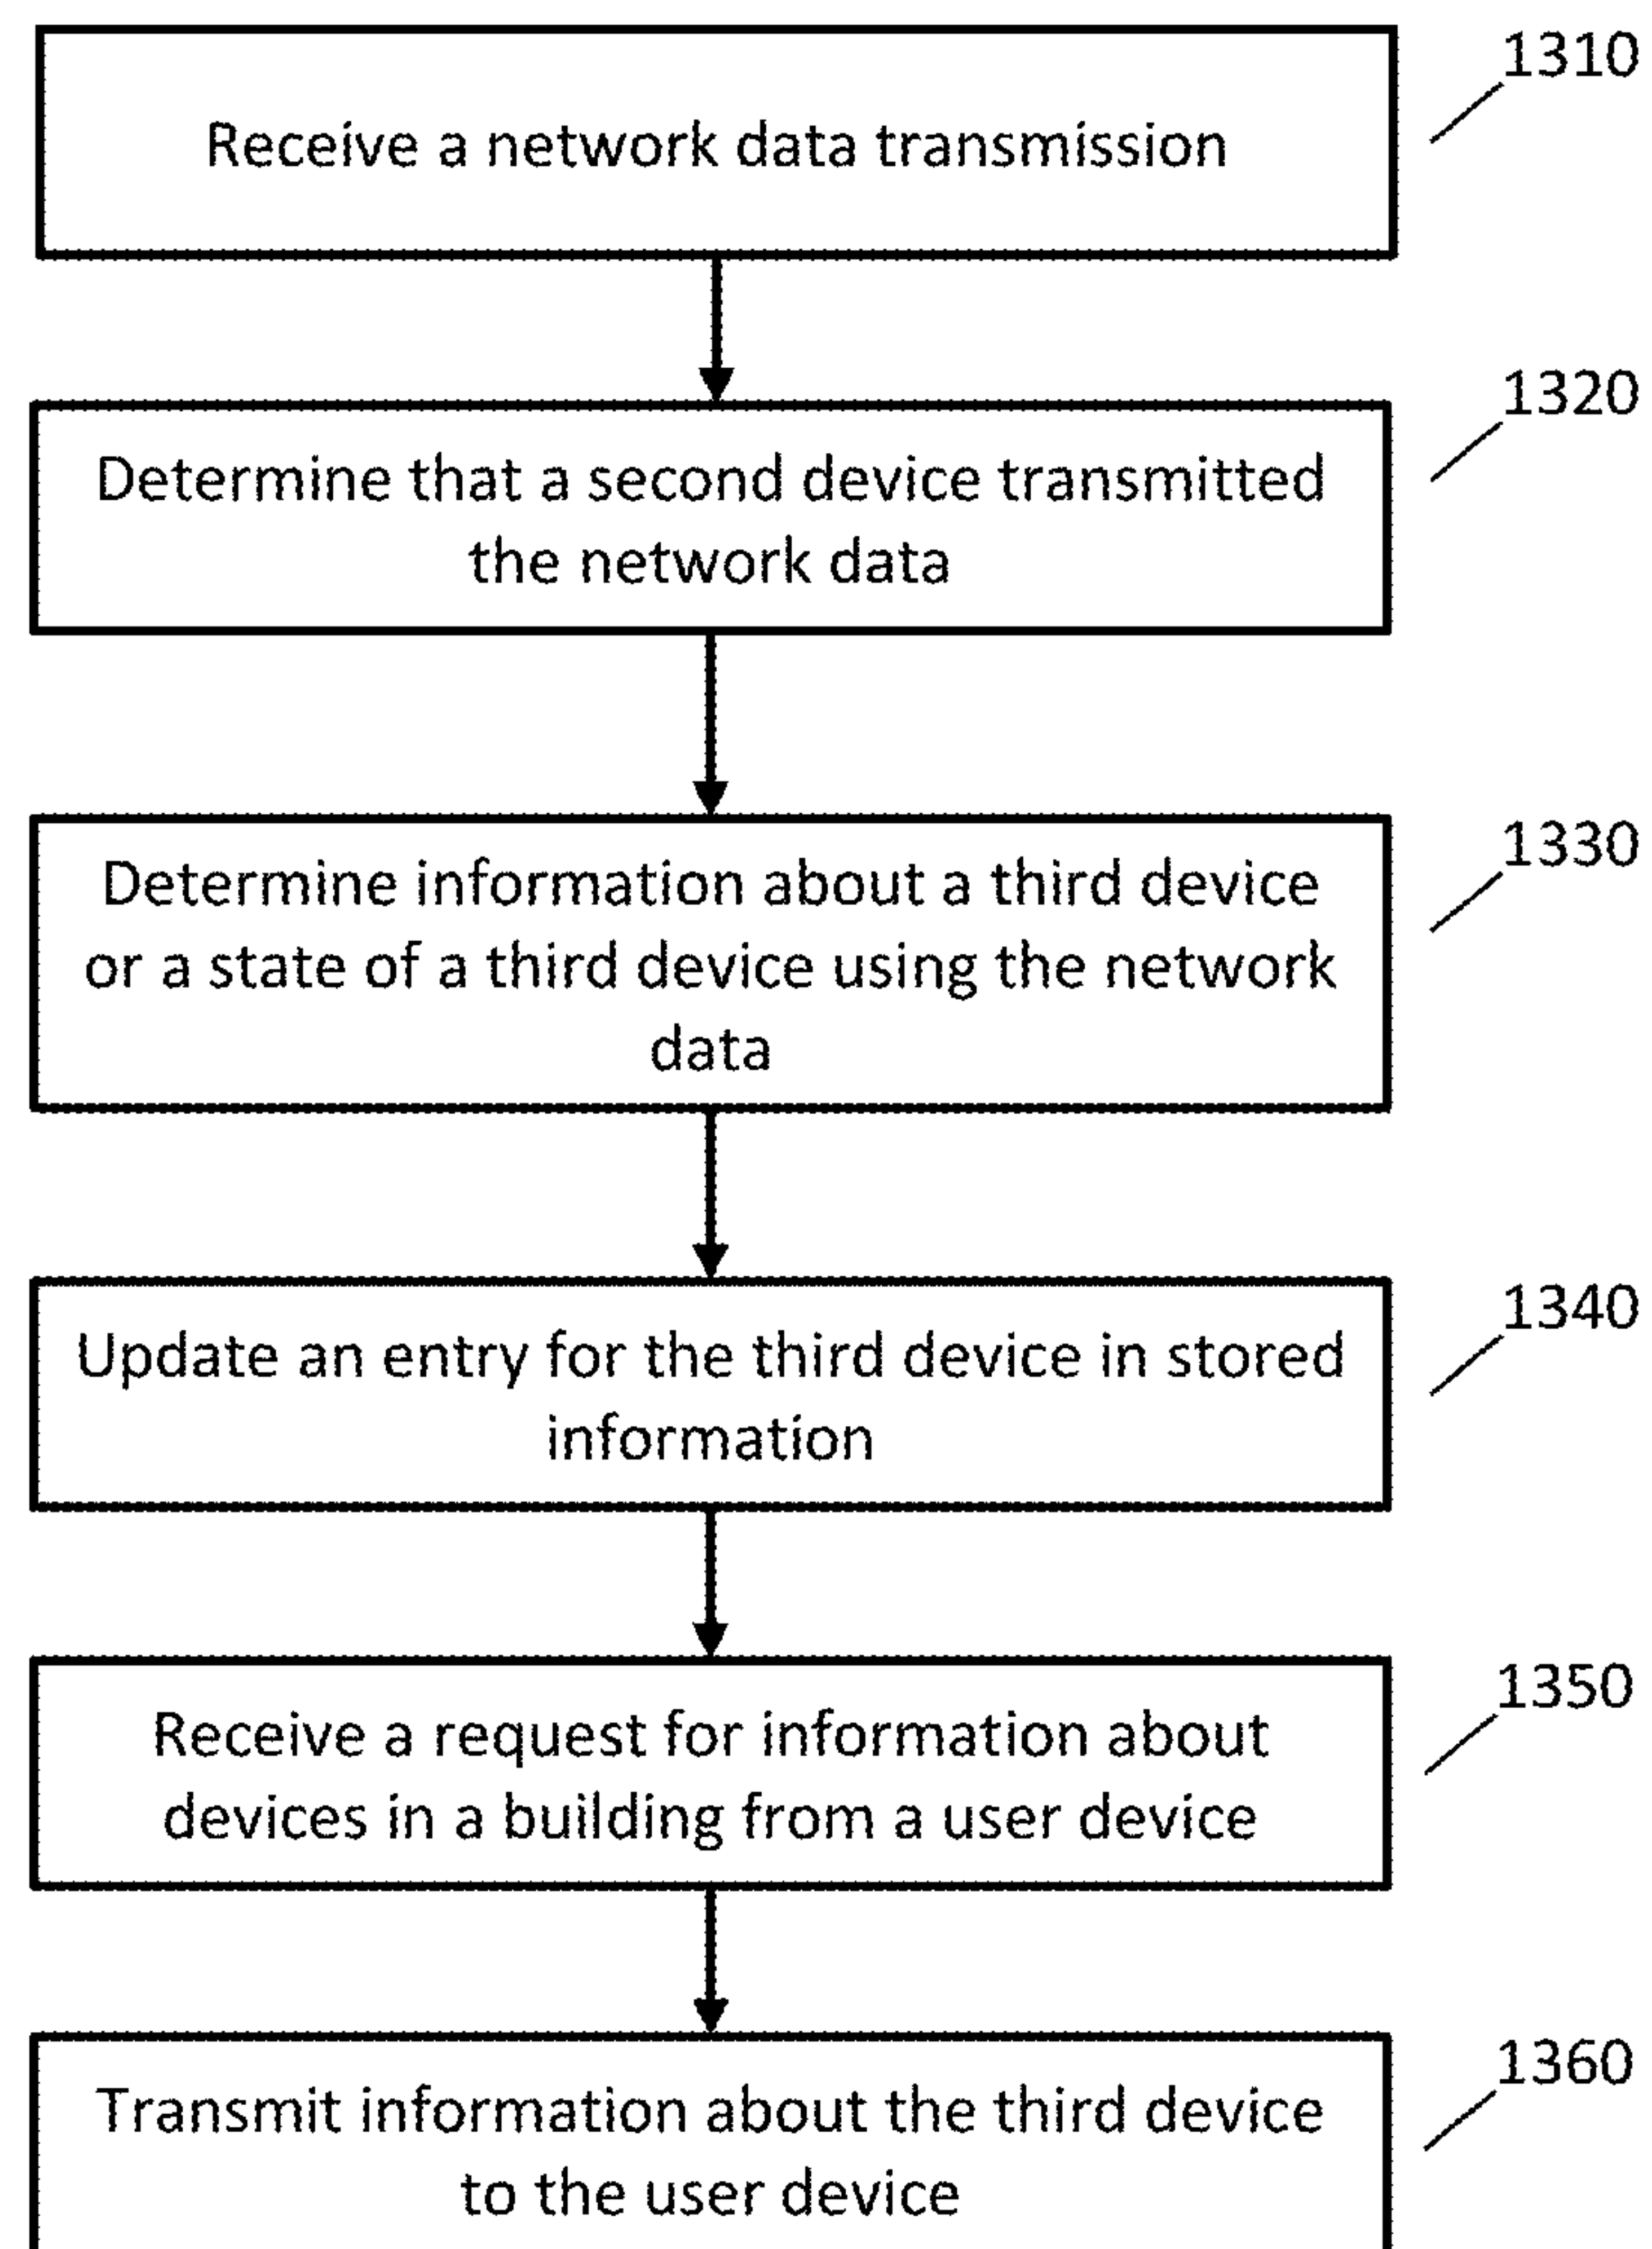 1310
Receive a network data transmission
1320
Determine that a second device transmitted
the network data
1330
Determine information about a third device
or a state of a third device using the network
data
1340
Update an entry for the third device in stored
information
1350
Receive a request for information about
devices in a building from a user device
1360
Transmit information about the third device
to the user device